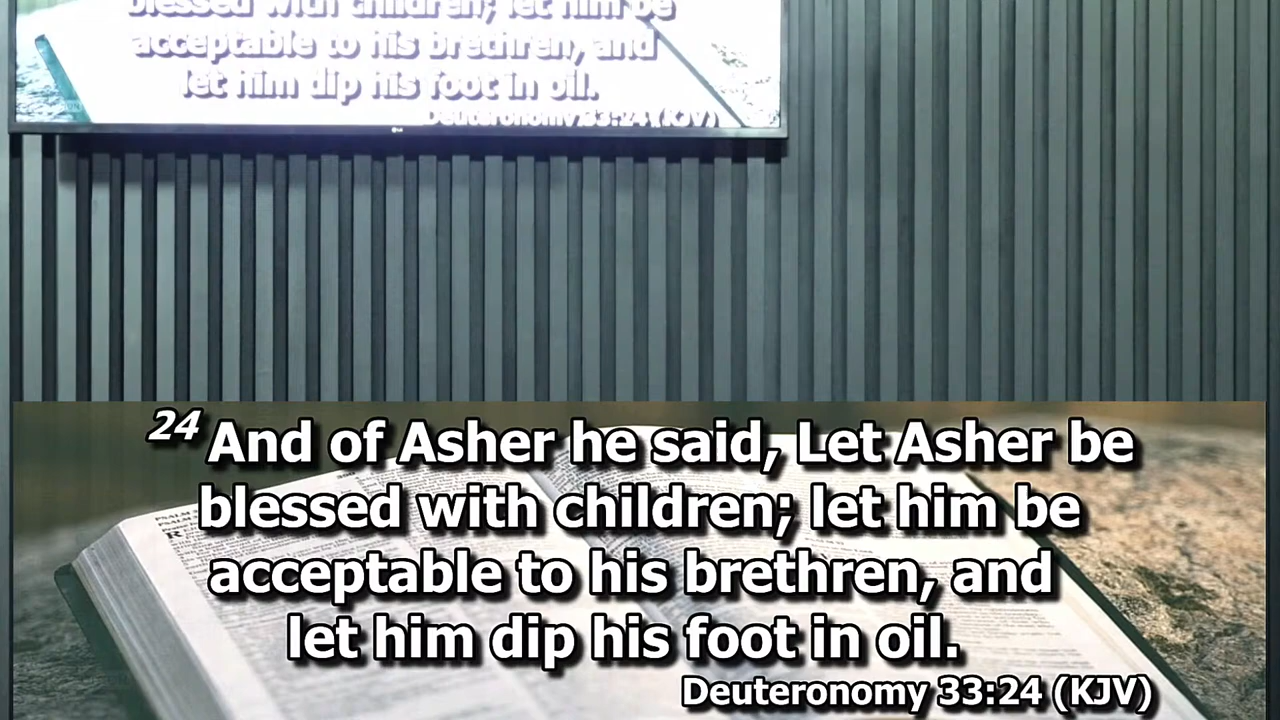 blessed with children; let him be
acceptable to his brethren, and
let him dip his foot in oil.
Deuteronomy 33:24 (KJV)
LG
24 And of Asher he said, Let Asher be
blessed with children; let him be
acceptable to his brethren, and
let him dip his foot in oil.
Deuteronomy 33:24 (KJV)